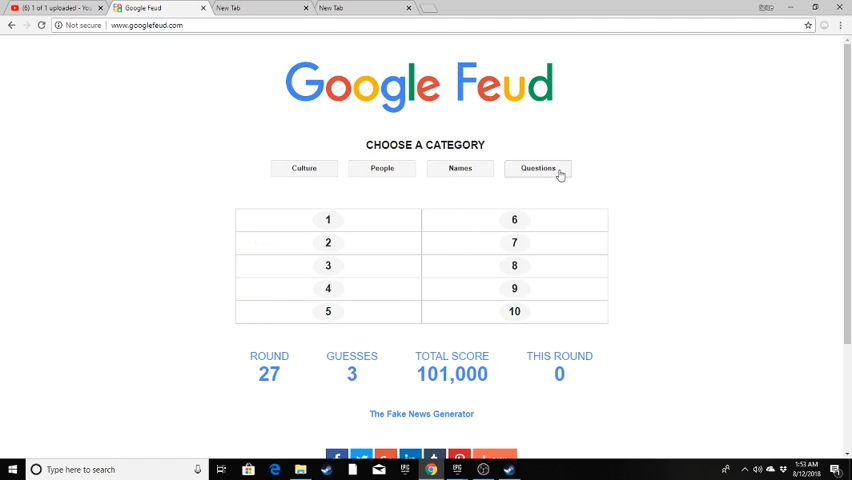 (6) 1 of 1 uploaded - You
Google Feud
New Tab
New Tab
Not secure | www.googlefeud.com
Google Feud
CHOOSE A CATEGORY
Culture
People
Names
Questions
1
6
2
7
3
8
4
9
5
10
ROUND
GUESSES
TOTAL SCORE
THIS ROUND
27
3
101,000
0
The Fake News Generator
Type here to search
1:53 AM
8/12/2018